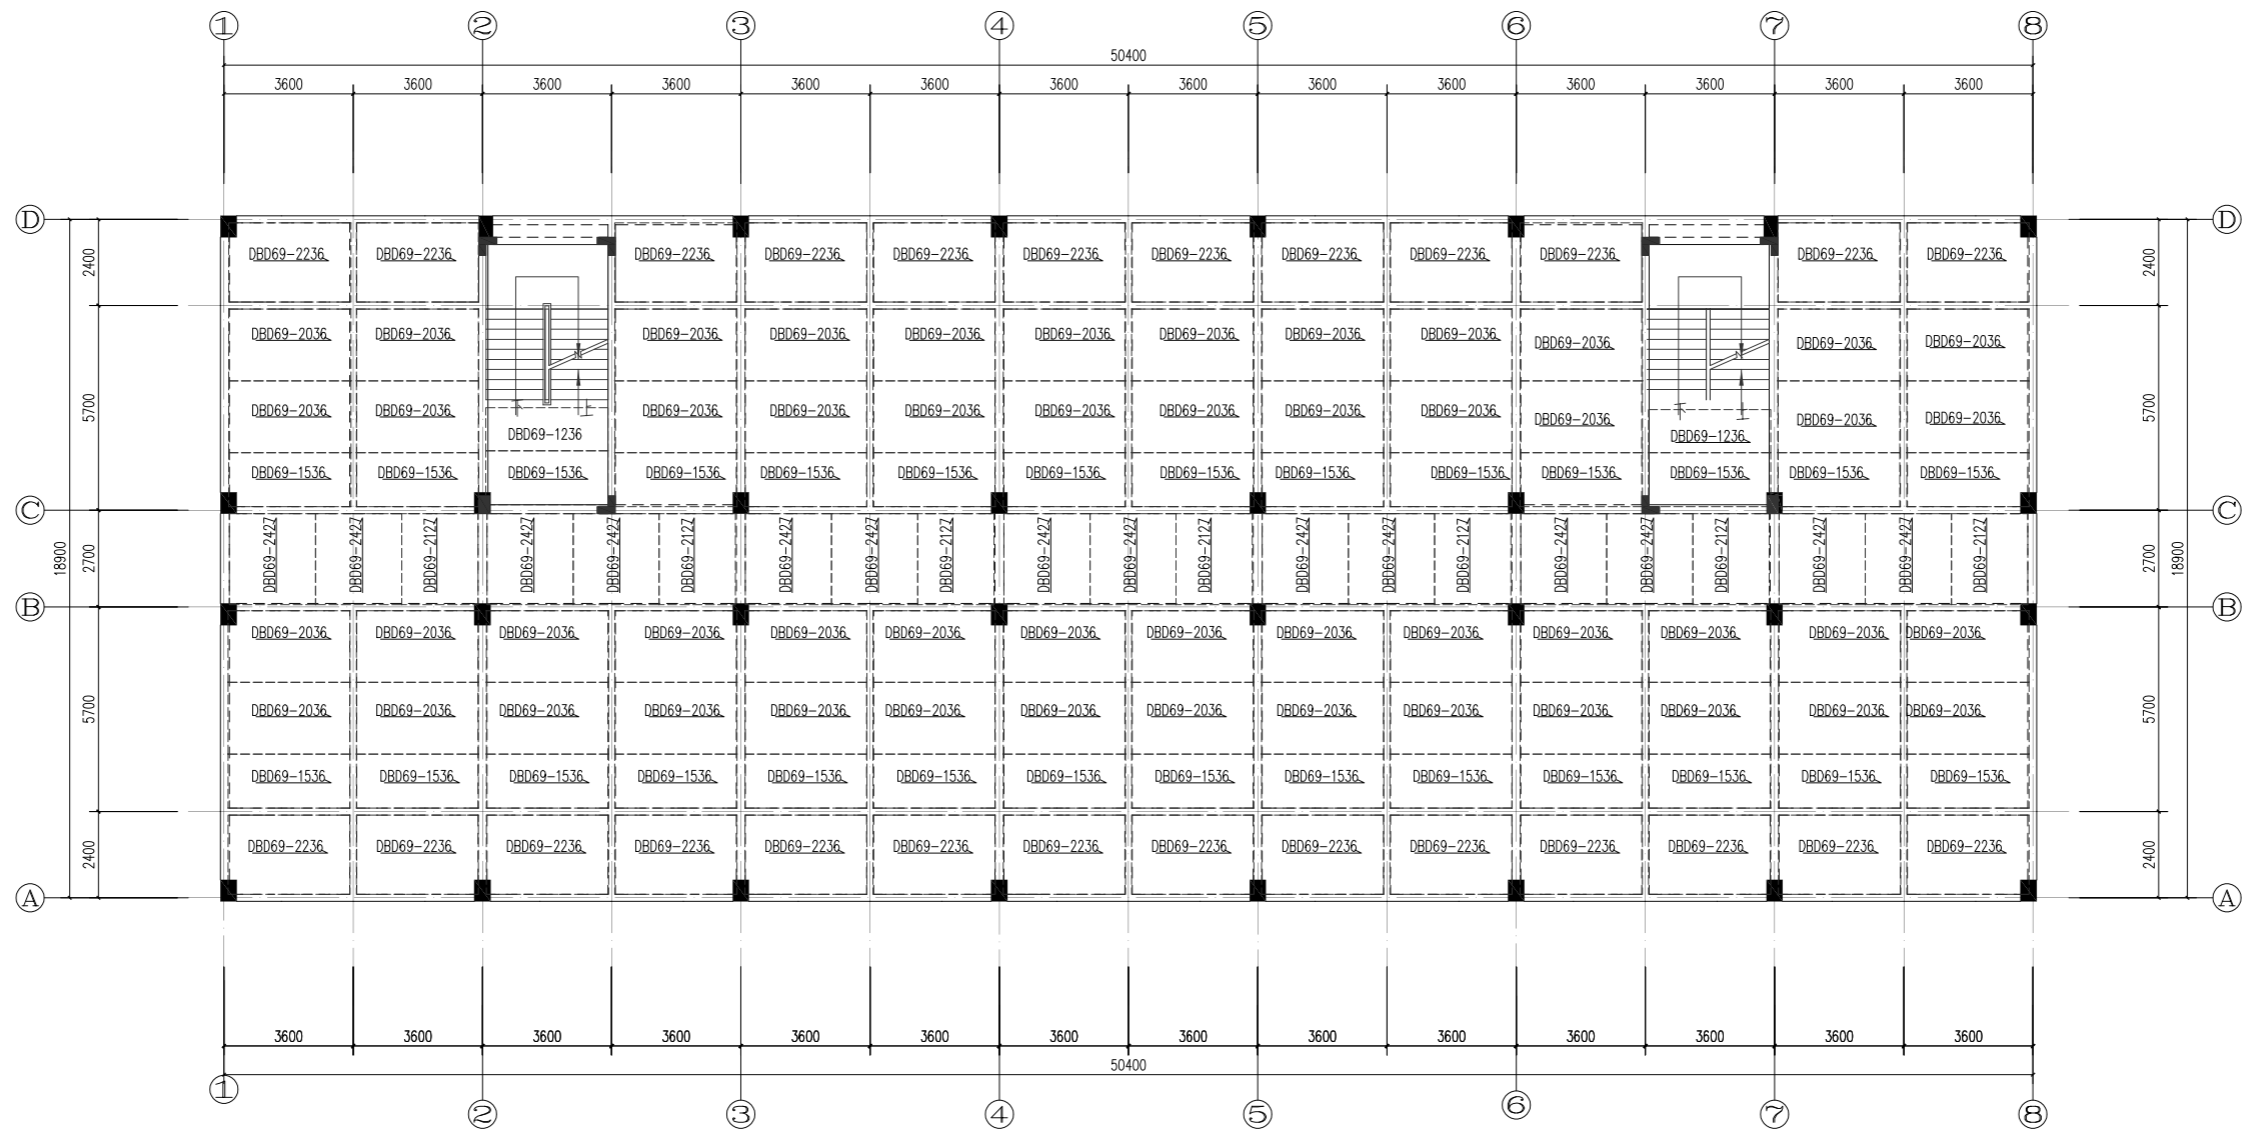 ① ② ③ ④ ⑤ ⑥ ⑦ ⑧
50400
3600 3600 3600 3600 3600 3600 3600 3600 3600 3600 3600 3600 3600 3600
D D
2400 DBD69-2236 DBD69-2236 DBD69-2236 DBD69-2236 DBD69-2236 DBD69-2236 DBD69-2236 DBD69-2236 DBD69-2236 DBD69-2236 DBD69-2236 DBD69-2236 2400
DBD69-2036 DBD69-2036 DBD69-2036 DBD69-2036 DBD69-2036 DBD69-2036 DBD69-2036 DBD69-2036 DBD69-2036 DBD69-2036 DBD69-2036 DBD69-2036
5700 DBD69-2036 DBD69-2036 DBD69-2036 DBD69-2036 DBD69-2036 DBD69-2036 DBD69-2036 DBD69-2036 DBD69-2036 DBD69-2036 DBD69-2036 DBD69-2036 5700
DBD69-1236 DBD69-1236
DBD69-1536 DBD69-1536 DBD69-1536 DBD69-1536 DBD69-1536 DBD69-1536 DBD69-1536 DBD69-1536 DBD69-1536 DBD69-1536 DBD69-1536 DBD69-1536 DBD69-1536 DBD69-1536
C C
18900 2700 DBD69-2427 DBD69-2427 DBD69-2127 DBD69-2427 DBD69-2427 DBD69-2127 DBD69-2427 DBD69-2427 DBD69-2127 DBD69-2427 DBD69-2427 DBD69-2127 DBD69-2427 DBD69-2427 DBD69-2127 DBD69-2427 DBD69-2427 DBD69-2127 DBD69-2427 DBD69-2427 DBD69-2127 2700 18900
B B
DBD69-2036 DBD69-2036 DBD69-2036 DBD69-2036 DBD69-2036 DBD69-2036 DBD69-2036 DBD69-2036 DBD69-2036 DBD69-2036 DBD69-2036 DBD69-2036 DBD69-2036 DBD69-2036
5700 DBD69-2036 DBD69-2036 DBD69-2036 DBD69-2036 DBD69-2036 DBD69-2036 DBD69-2036 DBD69-2036 DBD69-2036 DBD69-2036 DBD69-2036 DBD69-2036 DBD69-2036 DBD69-2036 5700
DBD69-1536 DBD69-1536 DBD69-1536 DBD69-1536 DBD69-1536 DBD69-1536 DBD69-1536 DBD69-1536 DBD69-1536 DBD69-1536 DBD69-1536 DBD69-1536 DBD69-1536 DBD69-1536
2400 DBD69-2236 DBD69-2236 DBD69-2236 DBD69-2236 DBD69-2236 DBD69-2236 DBD69-2236 DBD69-2236 DBD69-2236 DBD69-2236 DBD69-2236 DBD69-2236 DBD69-2236 DBD69-2236 2400
A A
3600 3600 3600 3600 3600 3600 3600 3600 3600 3600 3600 3600 3600 3600
50400
① ② ③ ④ ⑤ ⑥ ⑦ ⑧